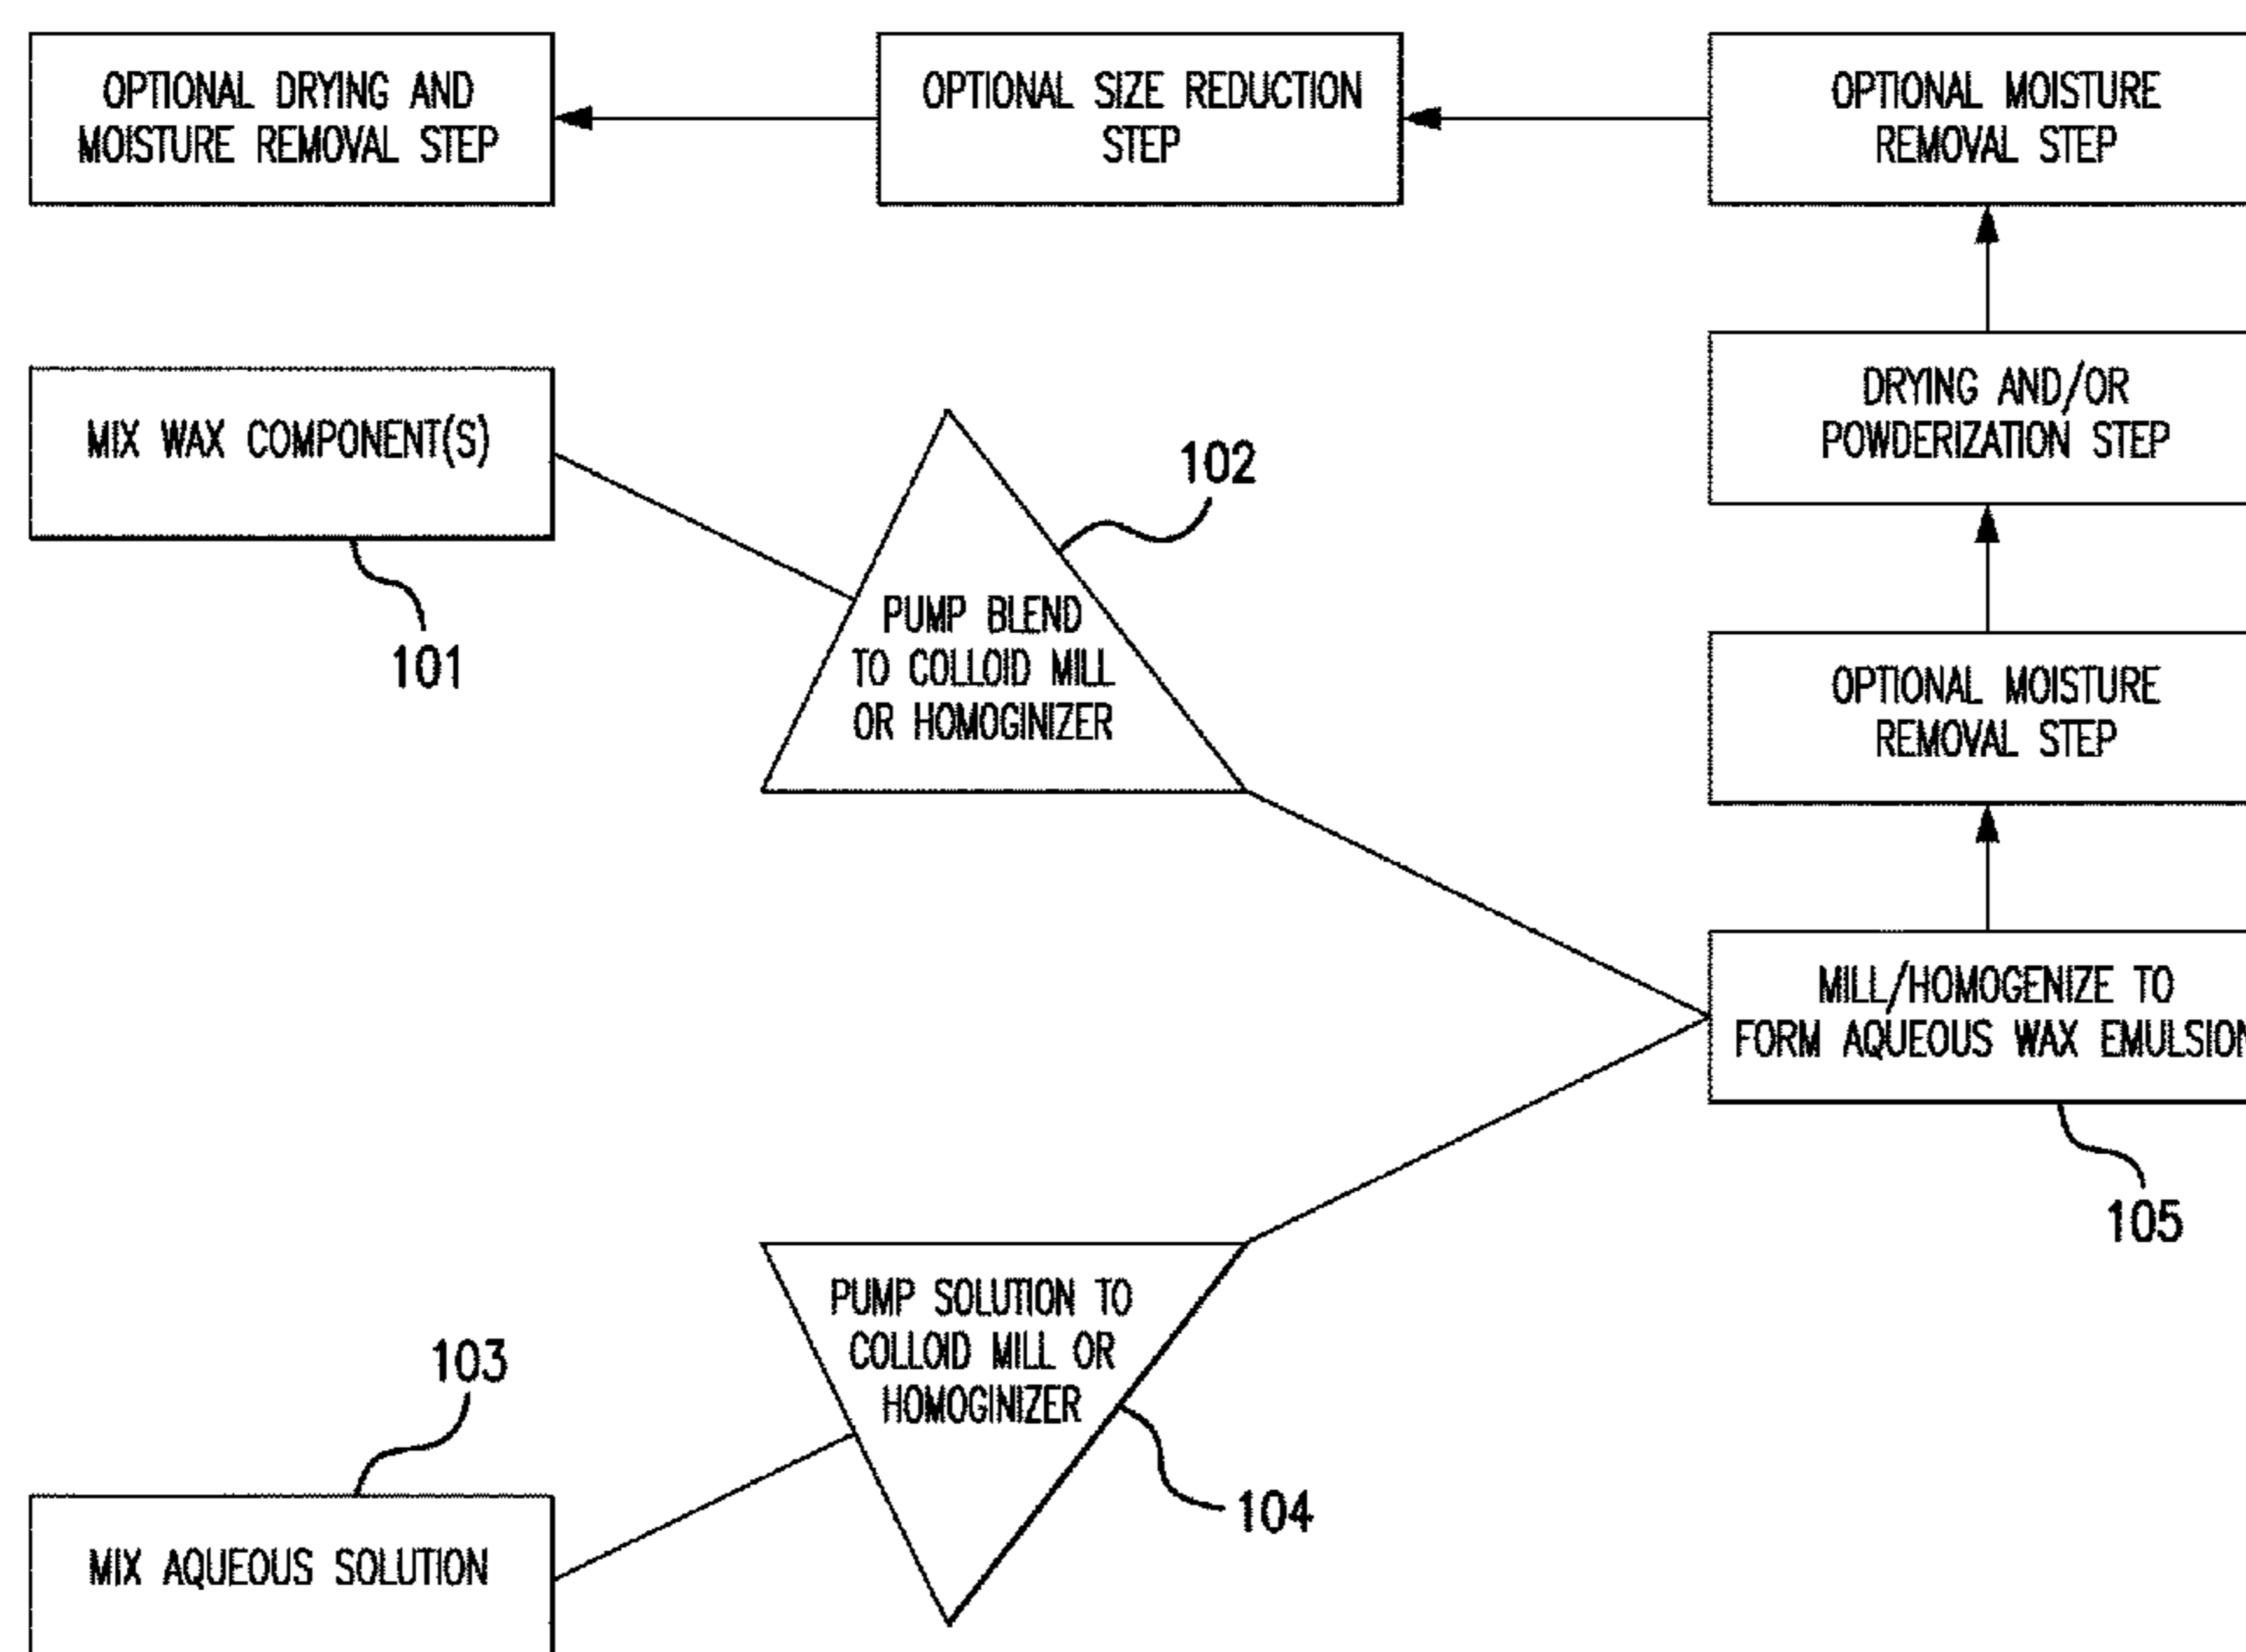 OPTIONAL DRYING AND
MOISTURE REMOVAL STEP
OPTIONAL SIZE REDUCTION
STEP
OPTIONAL MOISTURE
REMOVAL STEP
MIX WAX COMPONENT(S)
101
102
PUMP BLEND
TO COLLOID MILL
OR HOMOGINIZER
DRYING AND/OR
POWDERIZATION STEP
OPTIONAL MOISTURE
REMOVAL STEP
MILL/HOMOGENIZE TO
FORM AQUEOUS WAX EMULSION
105
PUMP SOLUTION TO
COLLOID MILL OR
HOMOGINIZER
104
103
MIX AQUEOUS SOLUTION